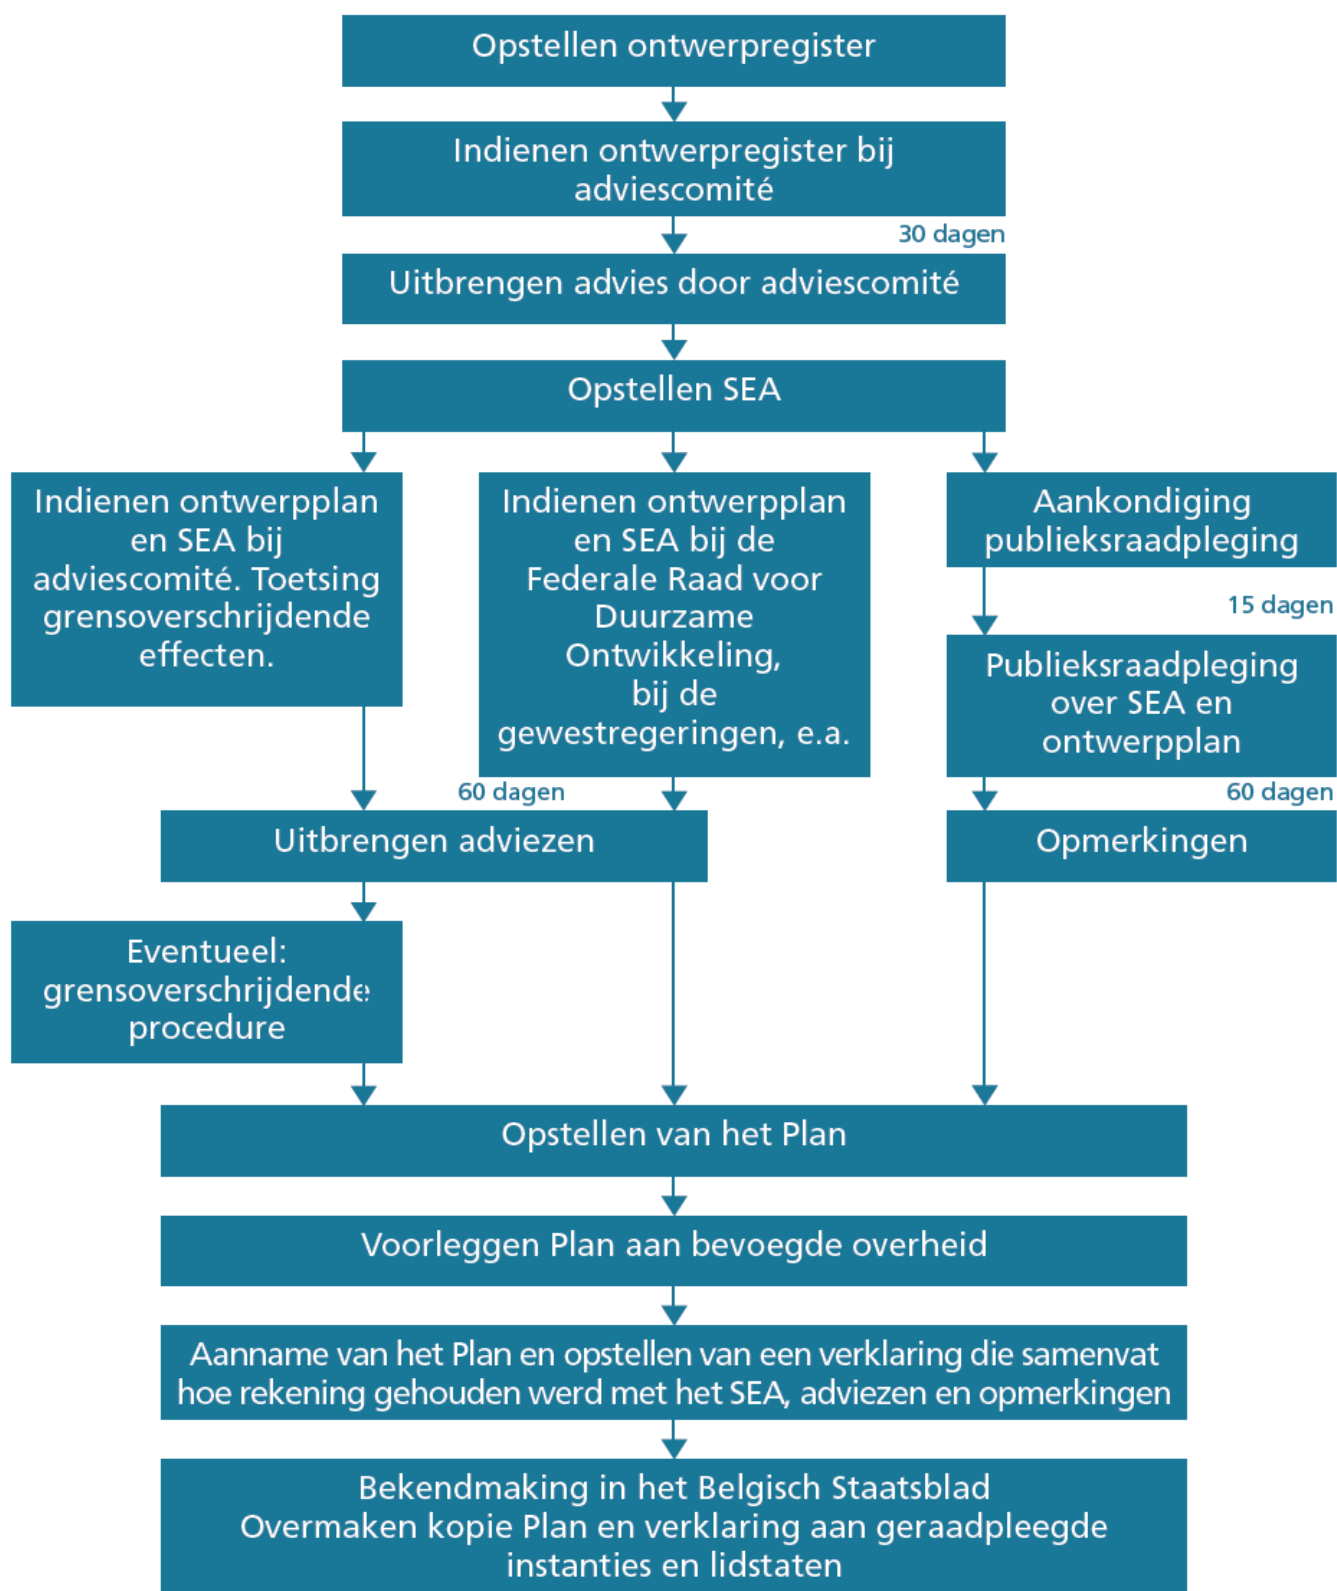 Opstellen ontwerpregister
Indienen ontwerpregister bij
adviescomité
30 dagen
Uitbrengen advies door adviescomité
Opstellen SEA
Indienen ontwerpplan
en SEA bij
adviescomité. Toetsing
grensoverschrijdende
effecten.
Indienen ontwerpplan
en SEA bij de
Federale Raad voor
Duurzame
Ontwikkeling,
bij de
gewestregeringen, e.a.
Aankondiging
publieksraadpleging
15 dagen
Publieksraadpleging
over SEA en
ontwerpplan
60 dagen
60 dagen
Uitbrengen adviezen
Opmerkingen
Eventueel:
grensoverschrijdende
procedure
Opstellen van het Plan
Voorleggen Plan aan bevoegde overheid
Aanname van het Plan en opstellen van een verklaring die samenvat
hoe rekening gehouden werd met het SEA, adviezen en opmerkingen
Bekendmaking in het Belgisch Staatsblad
Overmaken kopie Plan en verklaring aan geraadpleegde
instanties en lidstaten